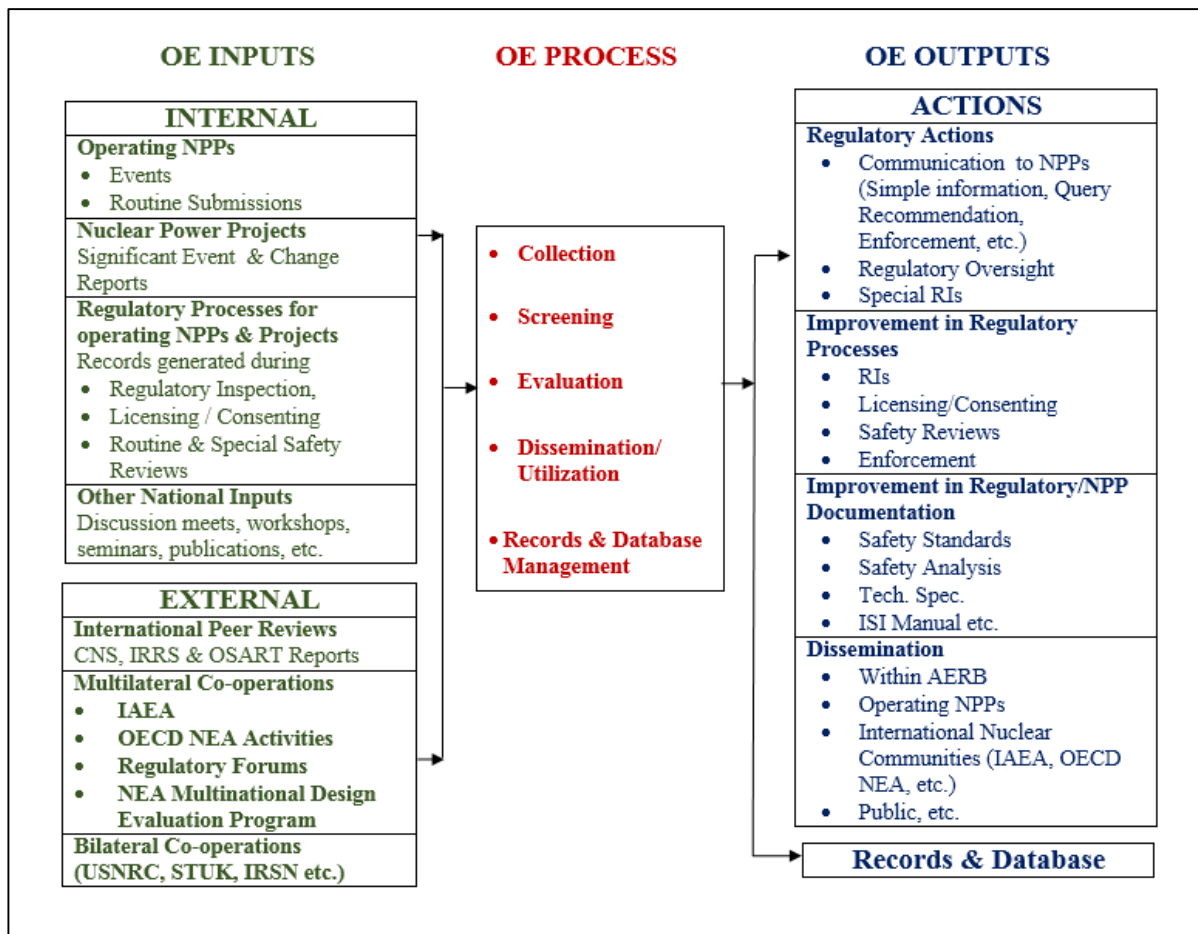 OE INPUTS
INTERNAL
Operating NPPs
• Events
• Routine Submissions
Nuclear Power Projects
Significant Event & Change
Reports
Regulatory Processes for
operating NPPs & Projects
Records generated during
• Regulatory Inspection,
• Licensing / Consenting
• Routine & Special Safety
Reviews
Other National Inputs
Discussion meets, workshops,
seminars, publications, etc.
EXTERNAL
International Peer Reviews
CNS, IRRS & OSART Reports
Multilateral Co-operations
• IAEA
• OECD NEA Activities
• Regulatory Forums
• NEA Multinational Design
Evaluation Program
Bilateral Co-operations
(USNRC, STUK, IRSN etc.)
OE PROCESS
• Collection
• Screening
• Evaluation
• Dissemination/
Utilization
• Records & Database
Management
OE OUTPUTS
ACTIONS
Regulatory Actions
• Communication to NPPs
(Simple information, Query
Recommendation,
Enforcement, etc.)
• Regulatory Oversight
• Special RIs
Improvement in Regulatory
Processes
• RIs
• Licensing/Consenting
• Safety Reviews
• Enforcement
Improvement in Regulatory/NPP
Documentation
• Safety Standards
• Safety Analysis
• Tech. Spec.
• ISI Manual etc.
Dissemination
• Within AERB
• Operating NPPs
• International Nuclear
Communities (IAEA, OECD
NEA, etc.)
• Public, etc.
Records & Database